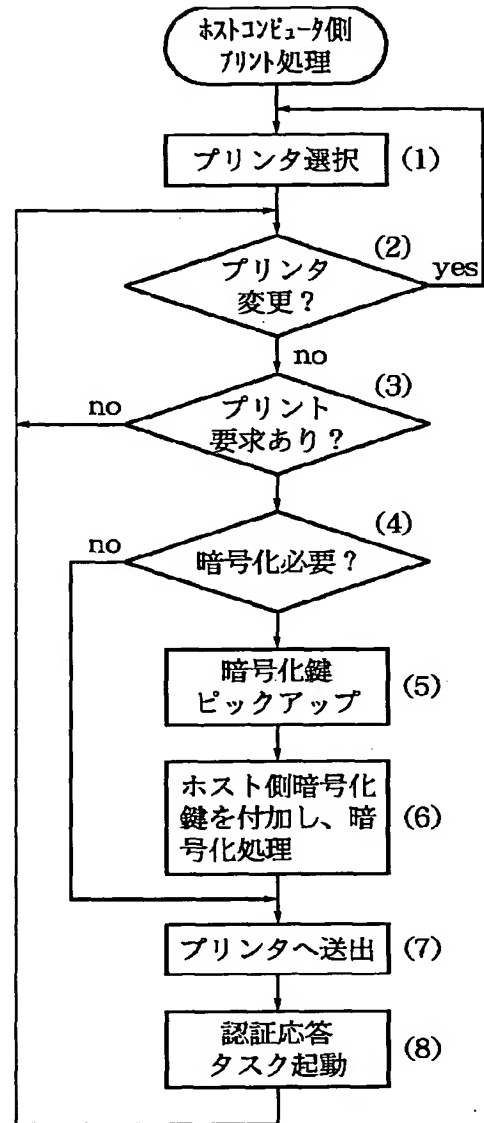 ホストコンピュータ側
プリント処理
プリンタ選択
(1)
(2)
プリンタ
変更?
yes
no
(3)
no
プリント
要求あり?
(4)
no
暗号化必要?
暗号化鍵
ピックアップ
(5)
ホスト側暗号化
鍵を付加し、暗
号化処理
(6)
プリンタへ送出
(7)
認証応答
タスク起動
(8)